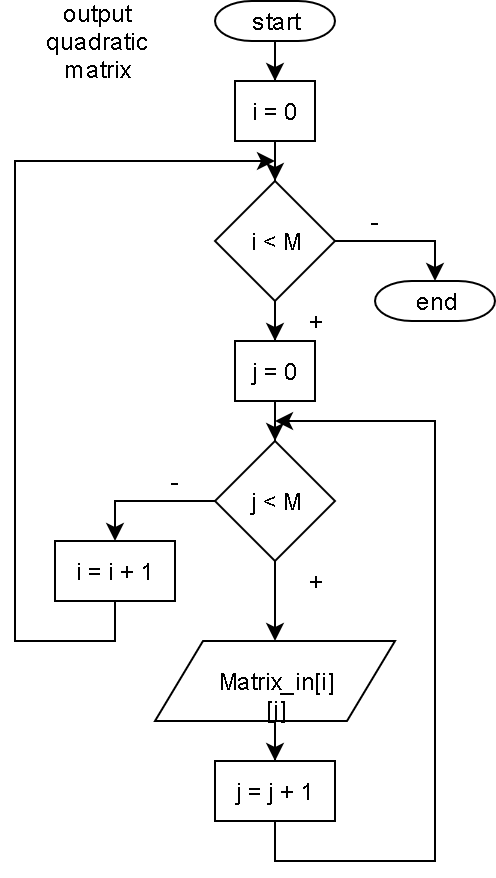 output
quadratic
matrix
start
i = 0
i < M
-
end
+
j = 0
j < M
-
i = i + 1
+
Matrix_in[i]
[j]
j = j + 1